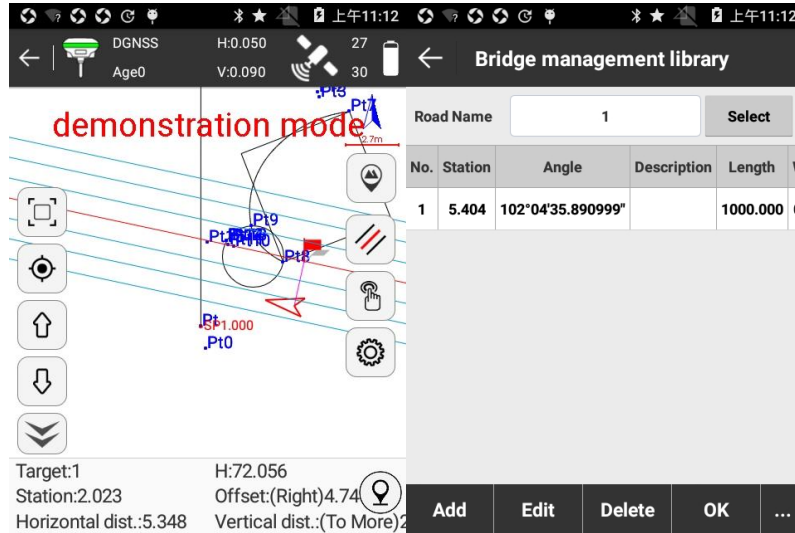 上午11:12
DGNSS H:0.050 27
Age0 V:0.090 30
demonstration mode
Pt7
2.7m
Pt9
Pt8
Pt
SP1.000
Pt0
Target:1 H:72.056
Station:2.023 Offset:(Right)4.74
Horizontal dist.:5.348 Vertical dist.:(To More)2
上午11:12
Bridge management library
Road Name 1 Select
No. Station Angle Description Length
1 5.404 102°04'35.890999" 1000.000
Add Edit Delete OK ...